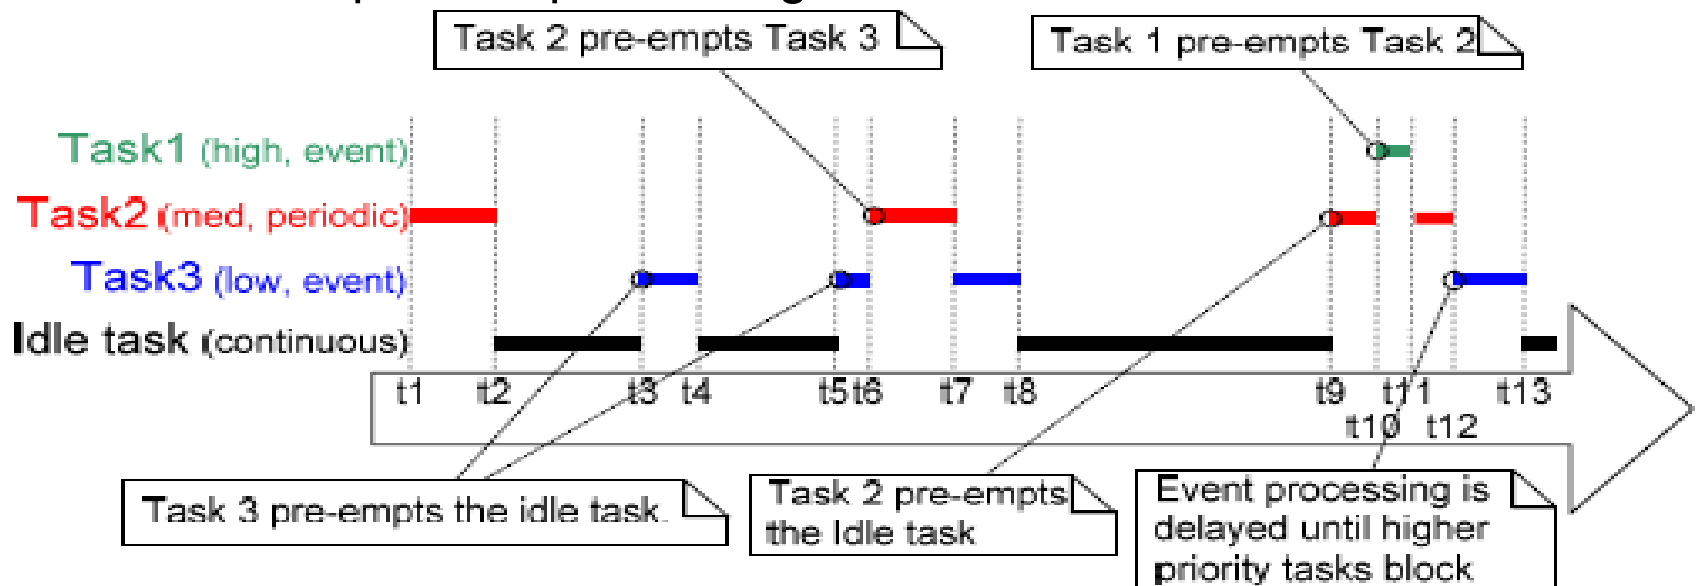 Task 2 pre-empts Task 3
Task 1 pre-empts Task 2
Task1 (high, event)
Task2 (med, periodic)
Task3 (low, event)
Idle task (continuous)
t1 t2 t3 t4 t5 t6 t7 t8 t9 t11 t13
t10 t12
Task 3 pre-empts the idle task.
Task 2 pre-empts
the Idle task
Event processing is
delayed until higher
priority tasks block